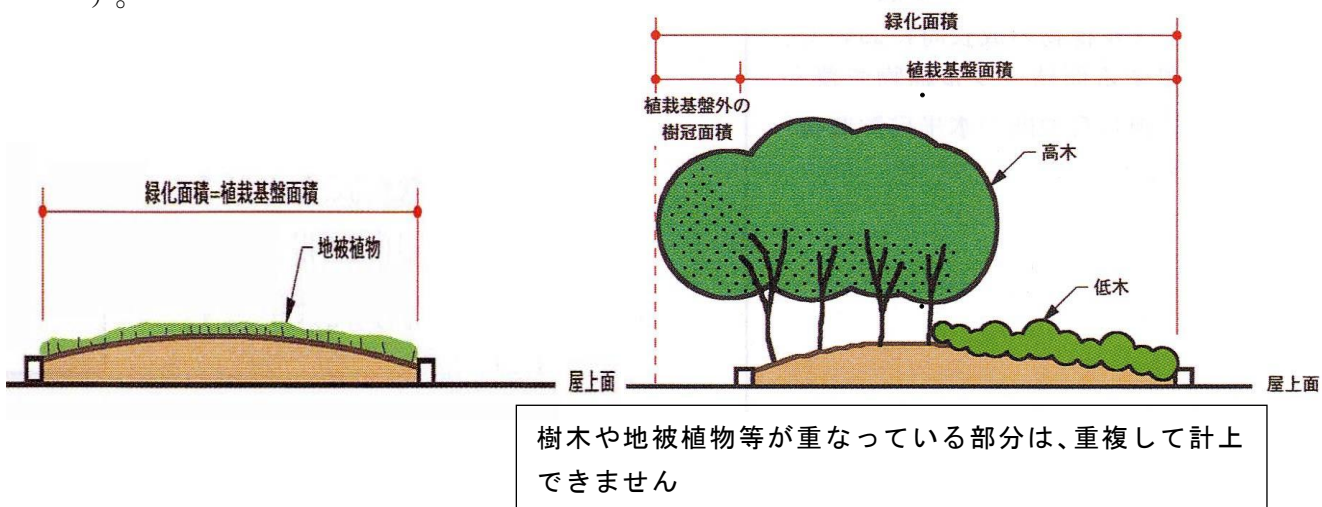 す。
緑化面積
植栽基盤面積
植栽基盤外の
樹冠面積
高木
緑化面積=植栽基盤面積
地被植物
低木
屋上面
屋上面
樹木や地被植物等が重なっている部分は、重複して計上
できません